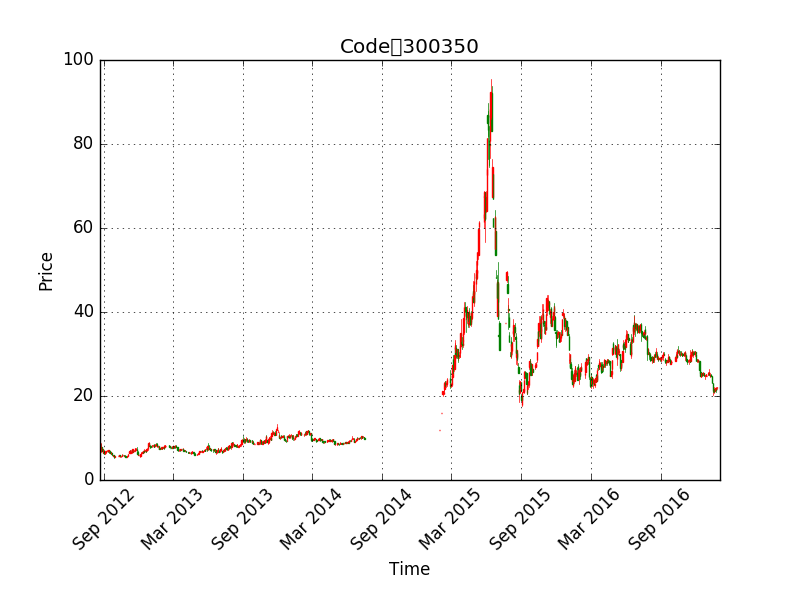 Code▯300350
100
80
60
40
20
0
Price
Sep 2012
Mar 2013
Sep 2013
Mar 2014
Sep 2014
Mar 2015
Sep 2015
Mar 2016
Sep 2016
Time